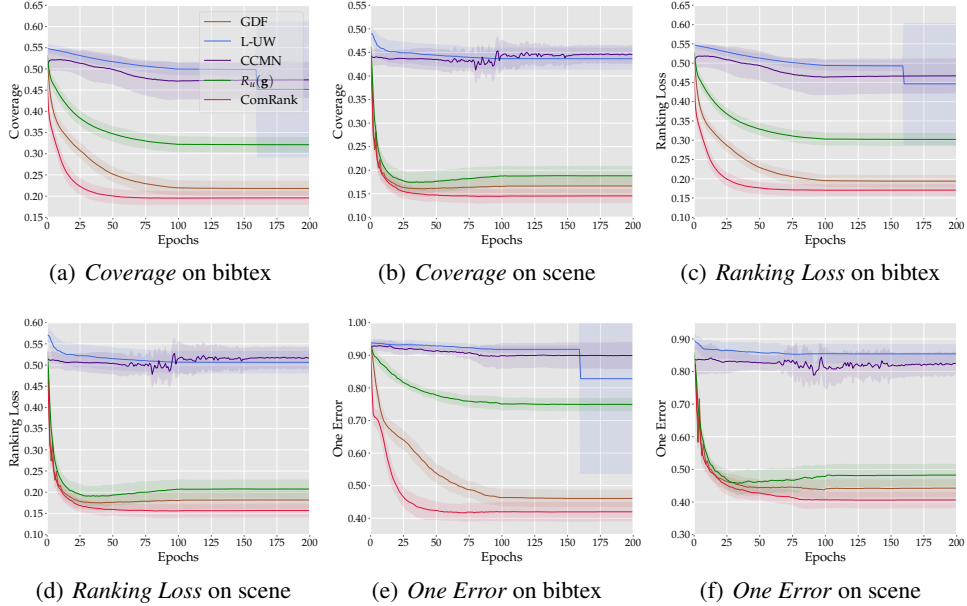 0.65
0.60
0.55
0.50
0.45
0.40
0.35
0.30
0.25
0.20
0.15
Coverage
0 25 50 75 100 125 150 175 200
Epochs
GDF
L-UW
CCMN
R_u(g)
ComRank
(a) Coverage on bibtex
0.60
0.55
0.50
0.45
0.40
0.35
0.30
0.25
0.20
0.15
0.10
Coverage
0 25 50 75 100 125 150 175 200
Epochs
(b) Coverage on scene
0.65
0.60
0.55
0.50
0.45
0.40
0.35
0.30
0.25
0.20
0.15
0.10
Ranking Loss
0 25 50 75 100 125 150 175 200
Epochs
(c) Ranking Loss on bibtex
0.60
0.55
0.50
0.45
0.40
0.35
0.30
0.25
0.20
0.15
0.10
Ranking Loss
0 25 50 75 100 125 150 175 200
Epochs
(d) Ranking Loss on scene
1.00
0.90
0.80
0.70
0.60
0.50
0.40
One Error
0 25 50 75 100 125 150 175 200
Epochs
(e) One Error on bibtex
1.00
0.90
0.80
0.70
0.60
0.50
0.40
0.30
One Error
0 25 50 75 100 125 150 175 200
Epochs
(f) One Error on scene